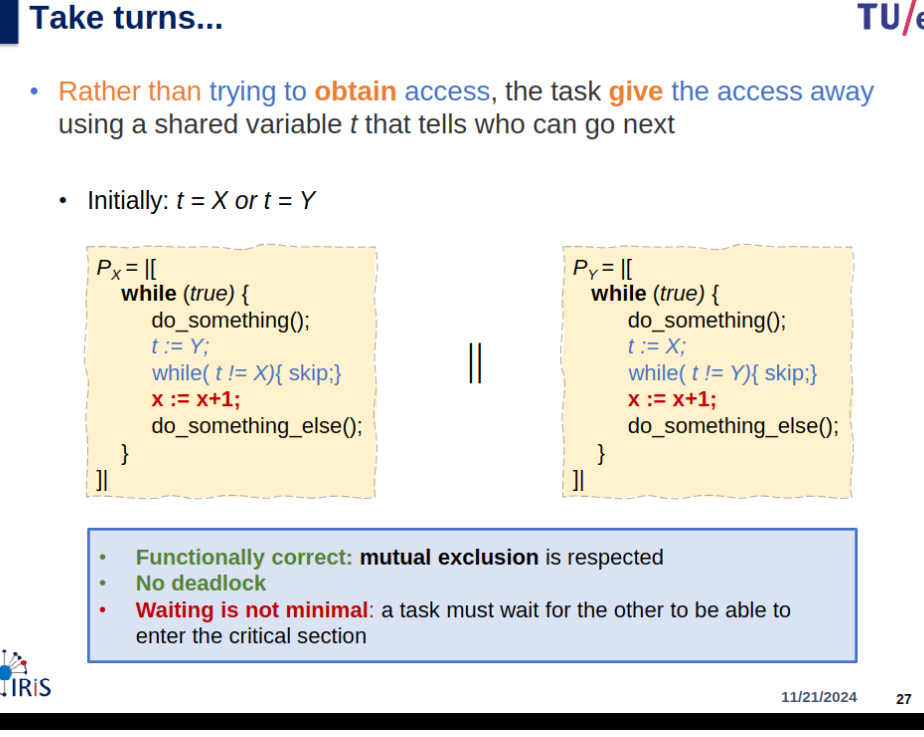 Take turns...
TU/e
• Rather than trying to obtain access, the task give the access away
using a shared variable t that tells who can go next
• Initially: t = X or t = Y
PX = |[
while (true) {
do_something();
t := Y;
while( t != X){ skip;}
x := x+1;
do_something_else();
}
]|
||
PY = |[
while (true) {
do_something();
t := X;
while( t != Y){ skip;}
x := x+1;
do_something_else();
}
]|
• Functionally correct: mutual exclusion is respected
• No deadlock
• Waiting is not minimal: a task must wait for the other to be able to
enter the critical section
IRiS
11/21/2024 27